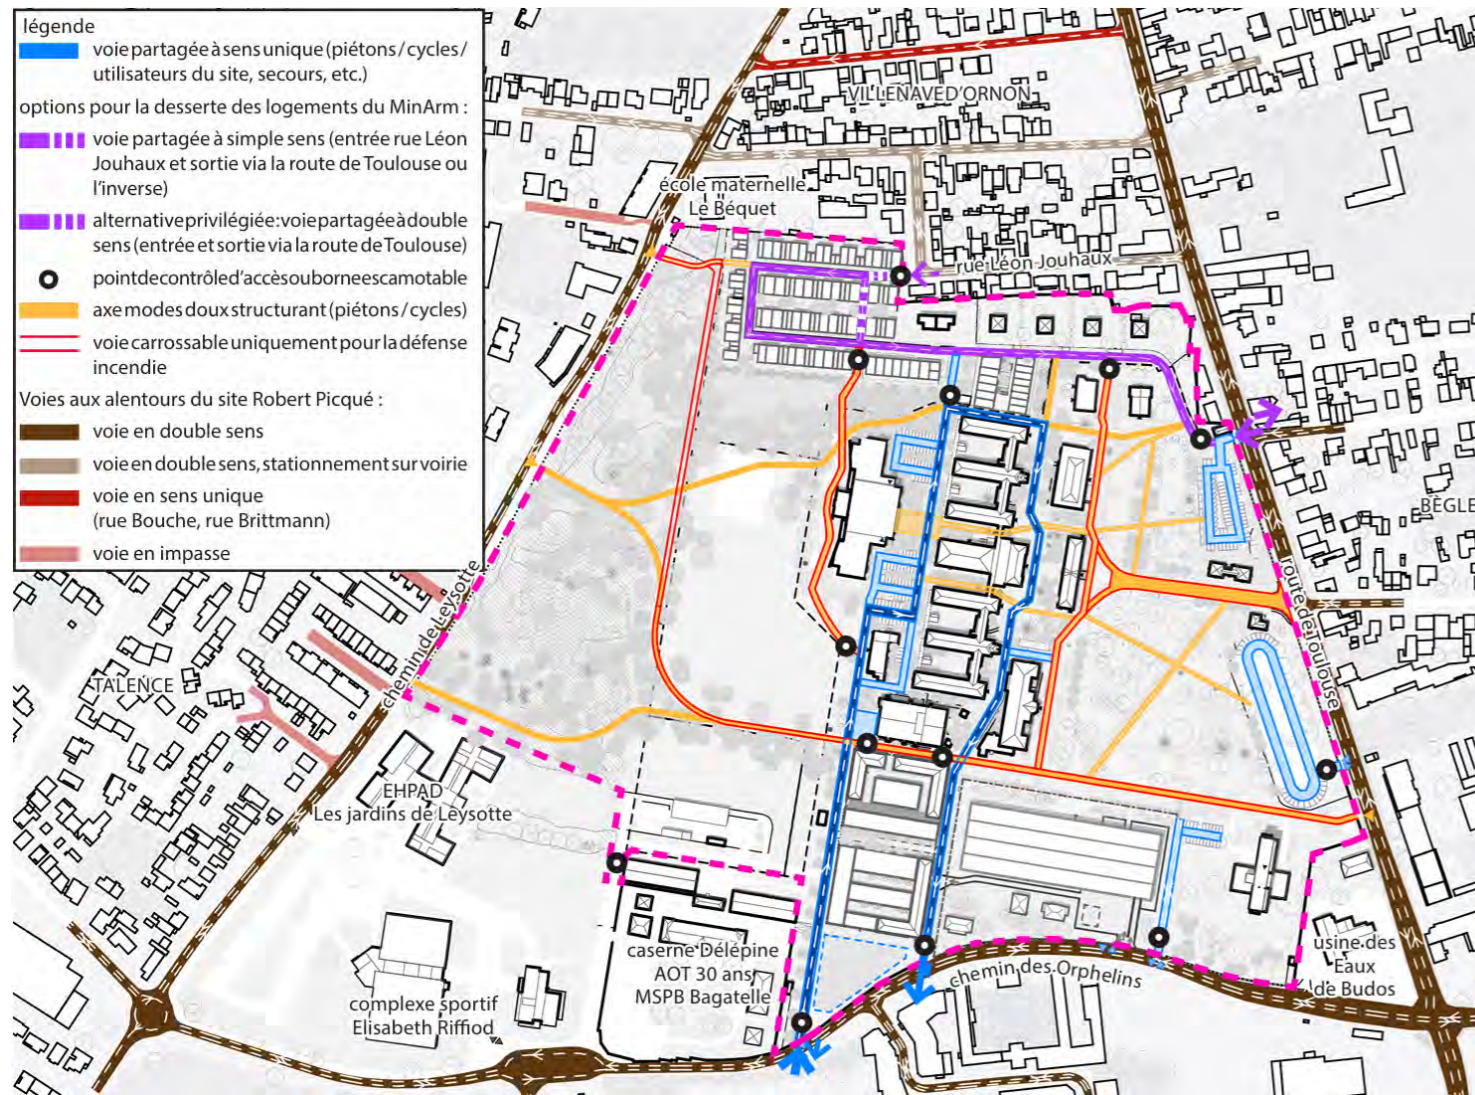 légende
voie partagée à sens unique (piétons / cycles /
utilisateurs du site, secours, etc.)
options pour la desserte des logements du MinArm :
voie partagée à simple sens (entrée rue Léon
Jouhaux et sortie via la route de Toulouse ou
l'inverse)
alternative privilégiée : voie partagée à double
sens (entrée et sortie via la route de Toulouse)
point de contrôle d'accès ou borne escamotable
axe modes doux structurant (piétons / cycles)
voie carrossable uniquement pour la défense
incendie
Voies aux alentours du site Robert Picqué :
voie en double sens
voie en double sens, stationnement sur voirie
voie en sens unique
(rue Bouche, rue Brittmann)
voie en impasse
VILLENAVE D'ORNON
école maternelle
Le Béquet
rue Léon Jouhaux
BÈGLE
route de Toulouse
chemin de Leysotte
TALENCE
EHPAD
Les jardins de Leysotte
caserne Délépine
AOT 30 ans
MSPB Bagatelle
complexe sportif
Elisabeth Riffiod
chemin des Orphelins
usine des
Eaux
de Budos